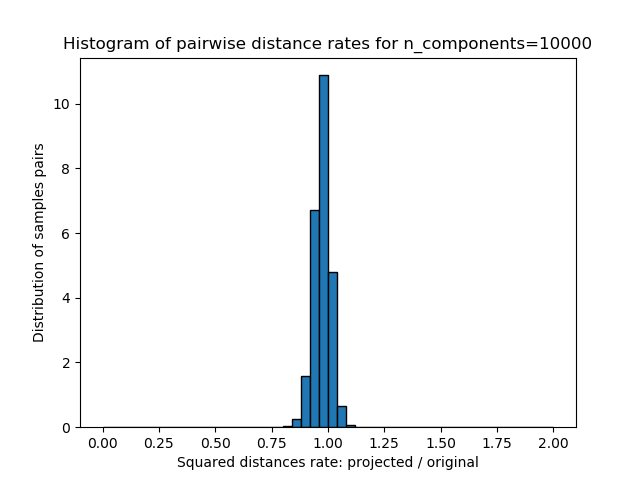 Histogram of pairwise distance rates for n_components=10000
Distribution of samples pairs
10
8
6
4
2
0
0.00 0.25 0.50 0.75 1.00 1.25 1.50 1.75 2.00
Squared distances rate: projected / original